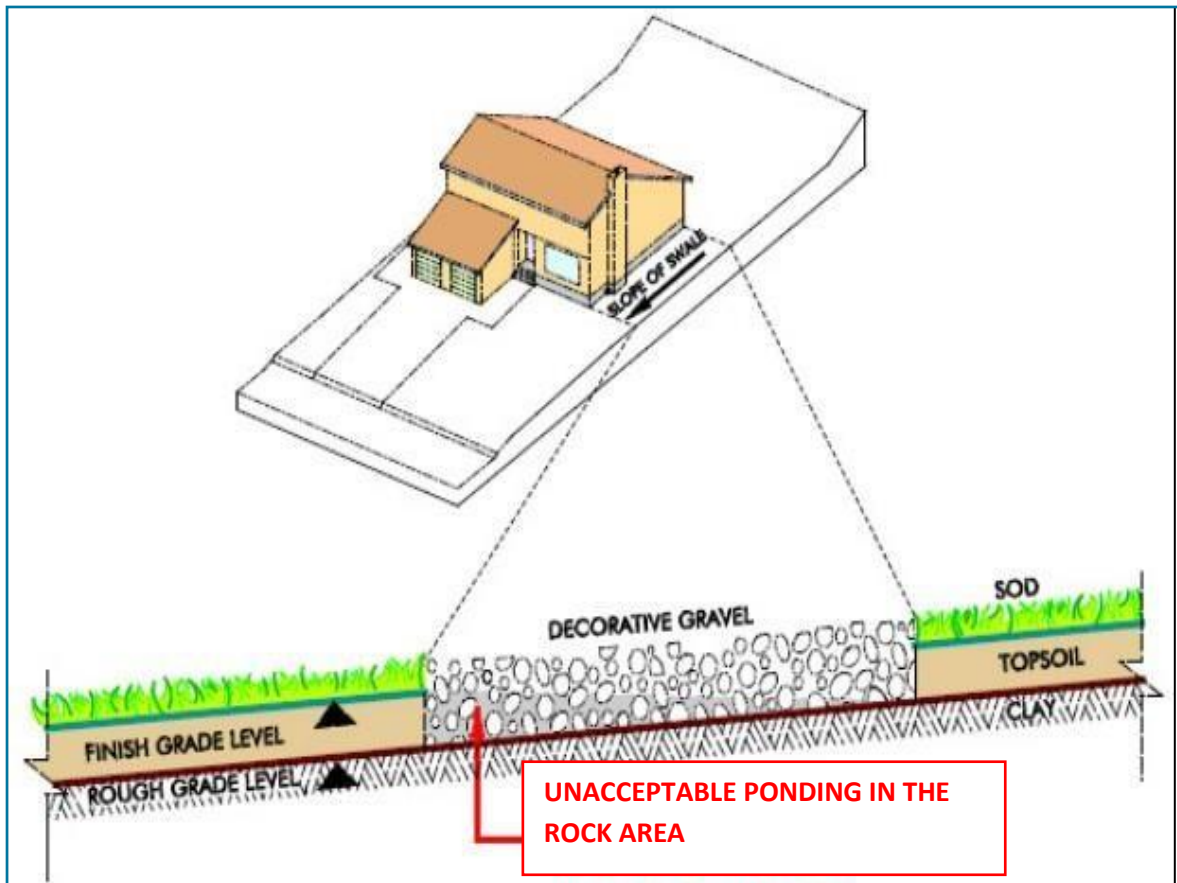 SLOPE OF SWALE
DECORATIVE GRAVEL
SOD
TOPSOIL
CLAY
FINISH GRADE LEVEL
ROUGH GRADE LEVEL
UNACCEPTABLE PONDING IN THE
ROCK AREA